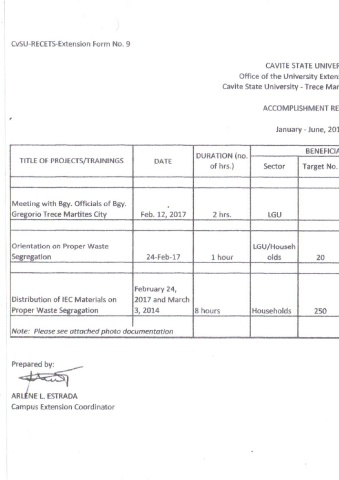 CvSU-RECETS-Extension Form No. 9
CAVITE STATE UNIVER
Office of the University Exten
Cavite State University - Trece Mar
ACCOMPLISHMENT RE
January - June, 201
BENEFICIA
TITLE OF PROJECTS/TRAININGS DATE DURATION (no. of hrs.) Sector Target No.
Meeting with Bgy. Officials of Bgy.
Gregorio Trece Martites City Feb. 12, 2017 2 hrs. LGU
Orientation on Proper Waste LGU/Househ
Segregation 24-Feb-17 1 hour olds 20
February 24,
Distribution of IEC Materials on 2017 and March
Proper Waste Segragation 3, 2014 8 hours Households 250
Note: Please see attached photo documentation
Prepared by:
ARLENE L. ESTRADA
Campus Extension Coordinator